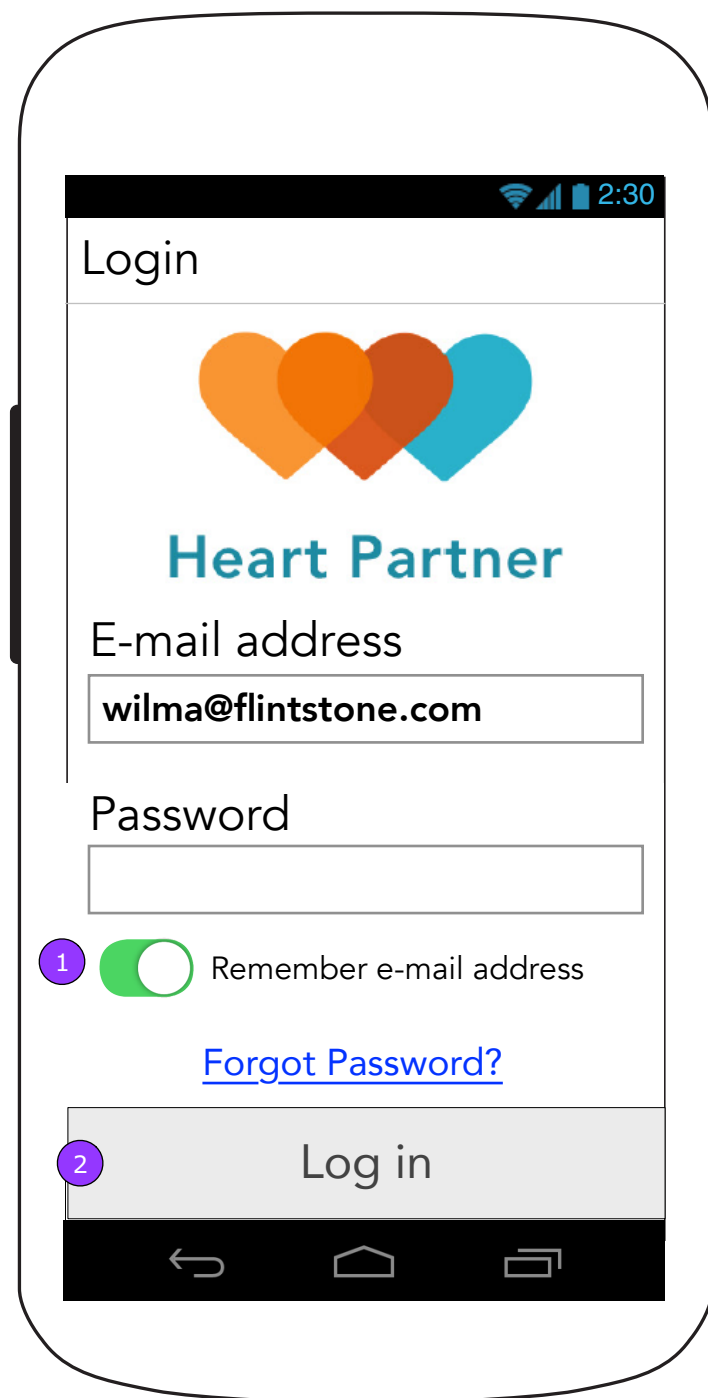 2:30
Login
Heart Partner
E-mail address
wilma@flintstone.com
Password
1 Remember e-mail address
Forgot Password?
2 Log in